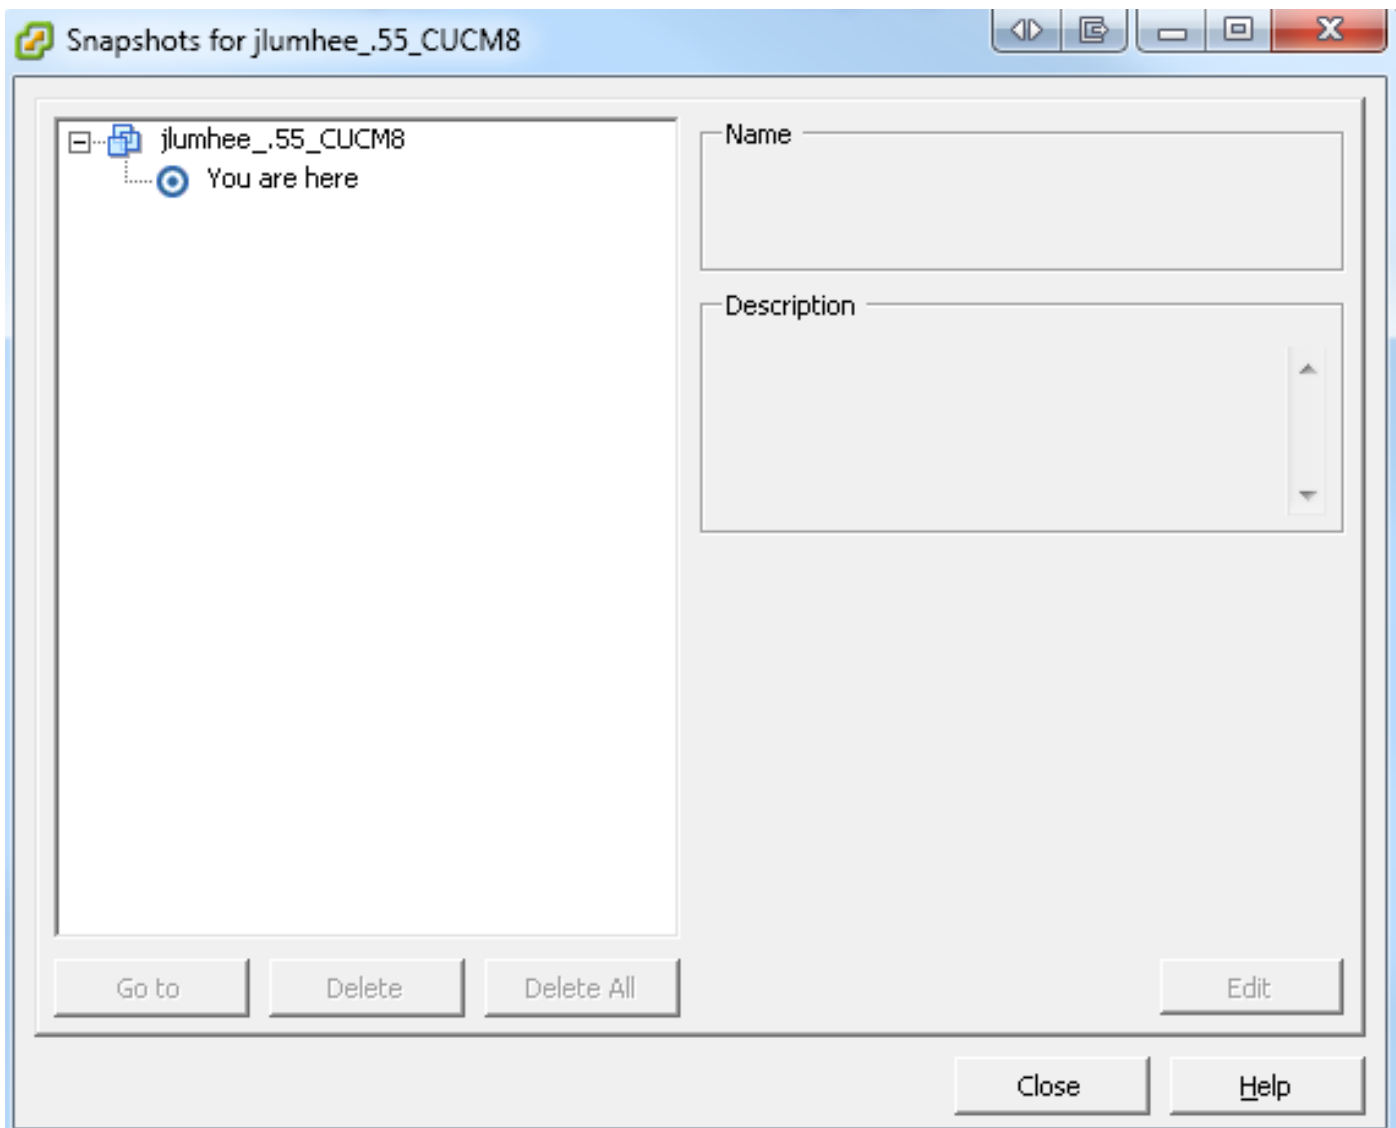 Snapshots for jlumhee_.55_CUCM8
jlumhee_.55_CUCM8
You are here
Name
Description
Go to
Delete
Delete All
Edit
Close
Help